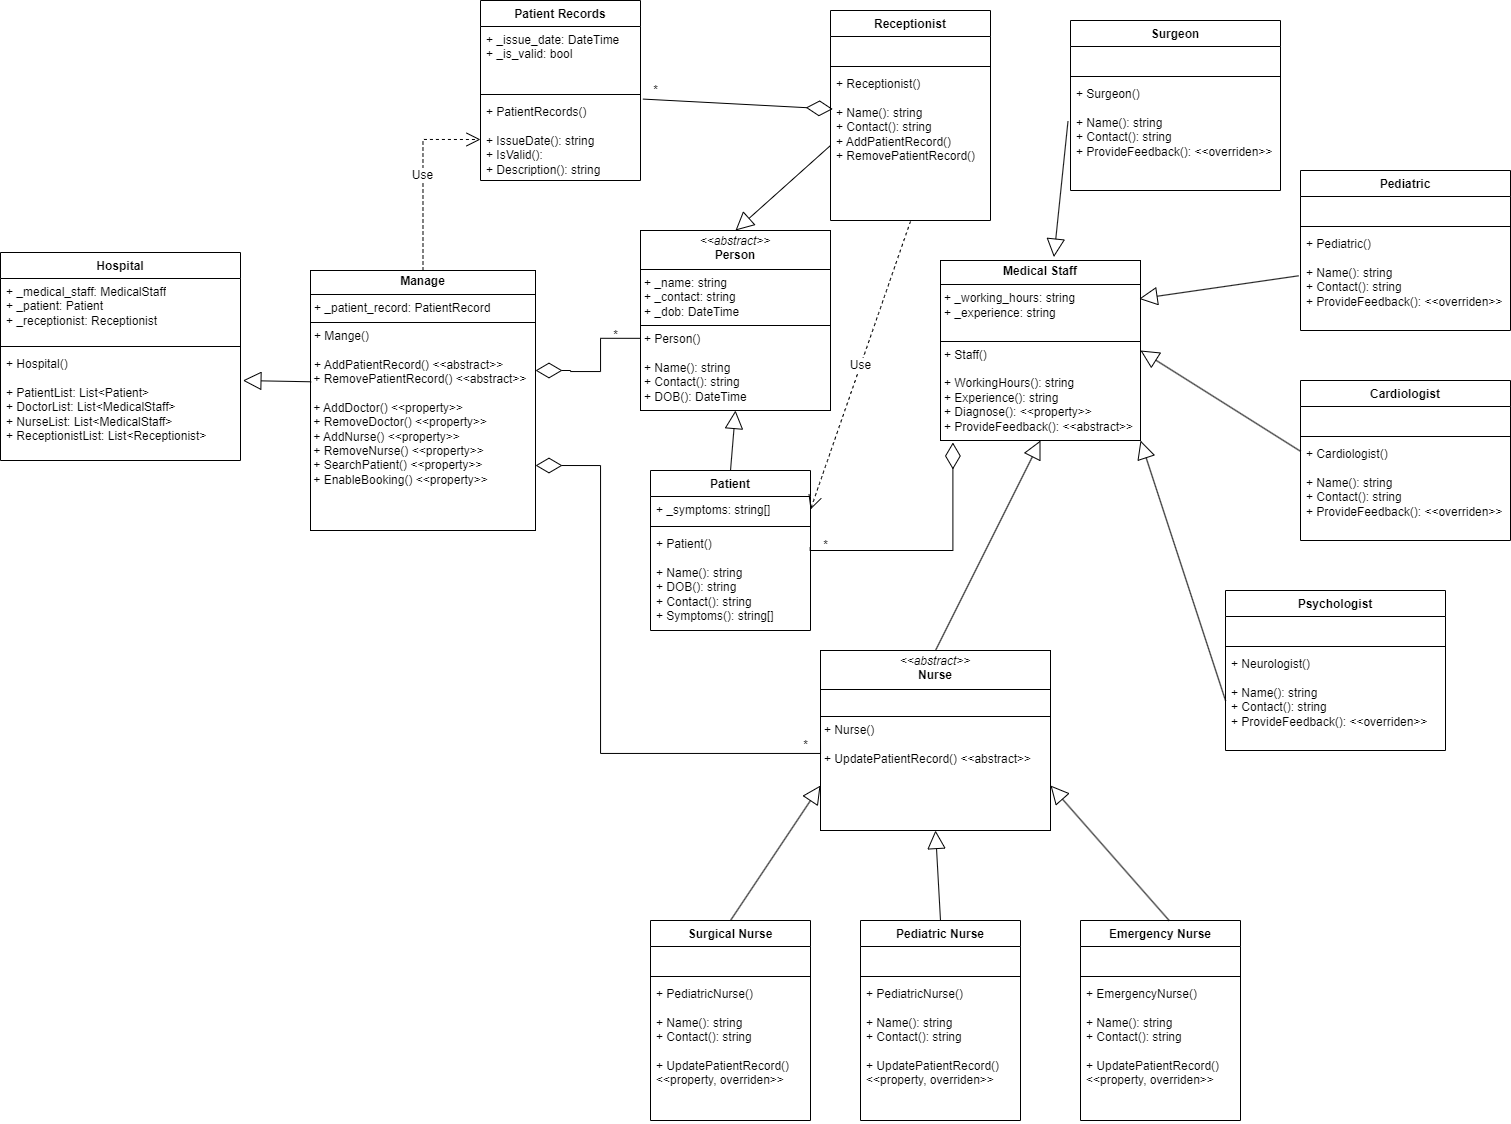 Patient Records
+ _issue_date: DateTime
+ _is_valid: bool
+ PatientRecords()
+ IssueDate(): string
+ IsValid():
+ Description(): string
Receptionist
+ Receptionist()
+ Name(): string
+ Contact(): string
+ AddPatientRecord()
+ RemovePatientRecord()
Surgeon
+ Surgeon()
+ Name(): string
+ Contact(): string
+ ProvideFeedback(): <<overriden>>
*
Use
Pediatric
+ Pediatric()
+ Name(): string
+ Contact(): string
+ ProvideFeedback(): <<overriden>>
Hospital
+ _medical_staff: MedicalStaff
+ _patient: Patient
+ _receptionist: Receptionist
+ Hospital()
+ PatientList: List<Patient>
+ DoctorList: List<MedicalStaff>
+ NurseList: List<MedicalStaff>
+ ReceptionistList: List<Receptionist>
Manage
+ _patient_record: PatientRecord
+ Mange()
+ AddPatientRecord() <<abstract>>
+ RemovePatientRecord() <<abstract>>
+ AddDoctor() <<property>>
+ RemoveDoctor() <<property>>
+ AddNurse() <<property>>
+ RemoveNurse() <<property>>
+ SearchPatient() <<property>>
+ EnableBooking() <<property>>
*
<<abstract>>
Person
+ _name: string
+ _contact: string
+ _dob: DateTime
+ Person()
+ Name(): string
+ Contact(): string
+ DOB(): DateTime
Use
Medical Staff
+ _working_hours: string
+ _experience: string
+ Staff()
+ WorkingHours(): string
+ Experience(): string
+ Diagnose(): <<property>>
+ ProvideFeedback(): <<abstract>>
Cardiologist
+ Cardiologist()
+ Name(): string
+ Contact(): string
+ ProvideFeedback(): <<overriden>>
Patient
+ _symptoms: string[]
+ Patient()
+ Name(): string
+ DOB(): string
+ Contact(): string
+ Symptoms(): string[]
*
Psychologist
+ Neurologist()
+ Name(): string
+ Contact(): string
+ ProvideFeedback(): <<overriden>>
*
<<abstract>>
Nurse
+ Nurse()
+ UpdatePatientRecord() <<abstract>>
Surgical Nurse
+ PediatricNurse()
+ Name(): string
+ Contact(): string
+ UpdatePatientRecord()
<<property, overriden>>
Pediatric Nurse
+ PediatricNurse()
+ Name(): string
+ Contact(): string
+ UpdatePatientRecord()
<<property, overriden>>
Emergency Nurse
+ EmergencyNurse()
+ Name(): string
+ Contact(): string
+ UpdatePatientRecord()
<<property, overriden>>